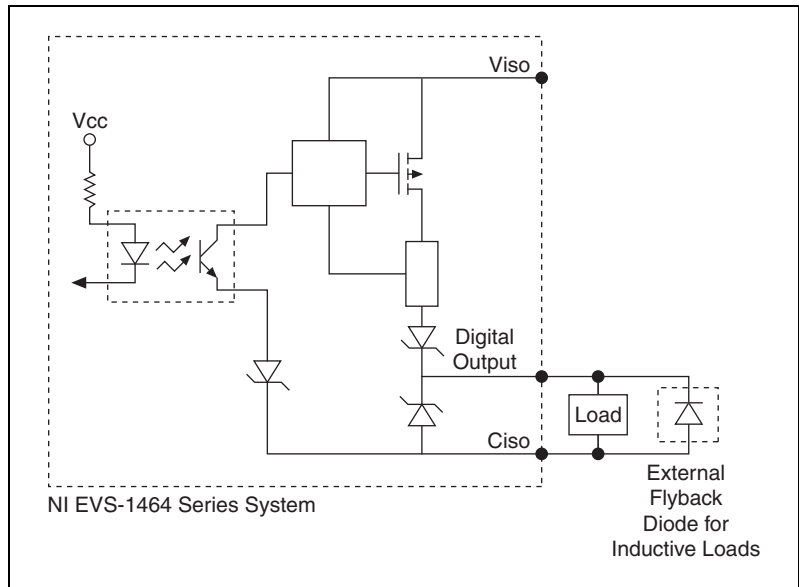 Viso
Vcc
Digital
Output
Load
Ciso
External
Flyback
Diode for
Inductive Loads
NI EVS-1464 Series System